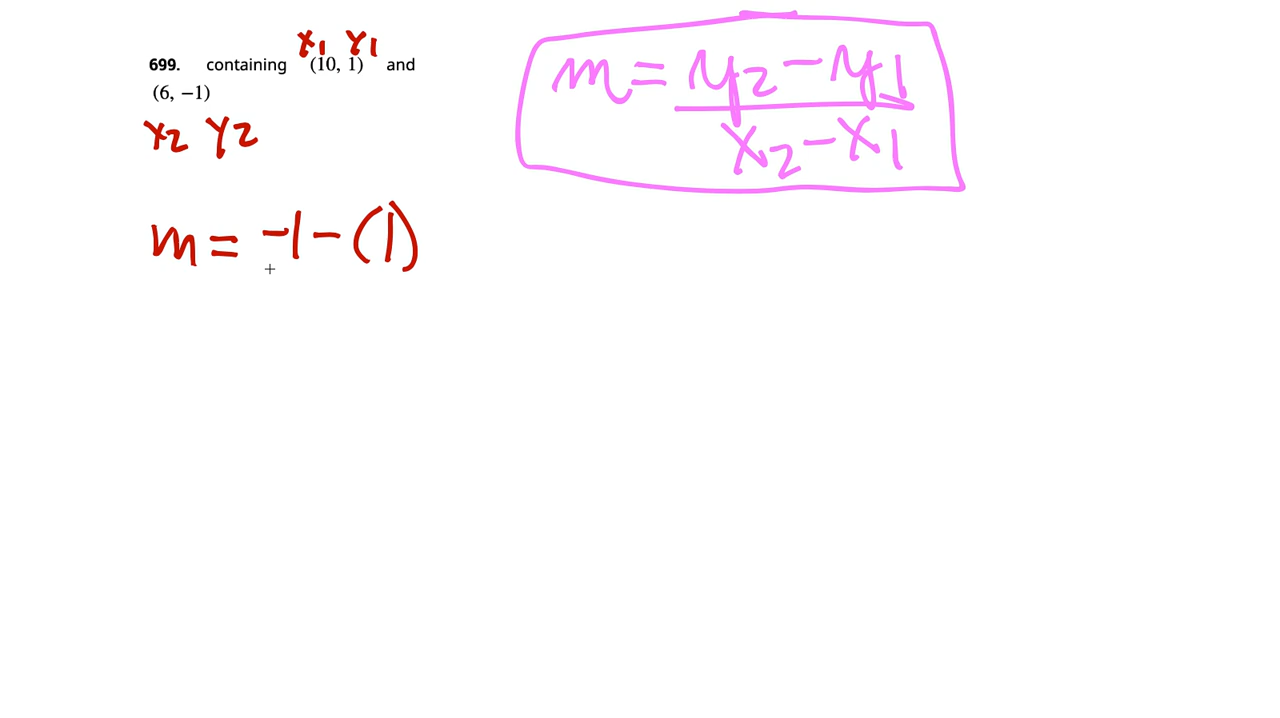 x1 y1
699. containing (10, 1) and
(6, −1)
x2 y2
m = y2 − y1
x2 − x1
m = -1 - (1)